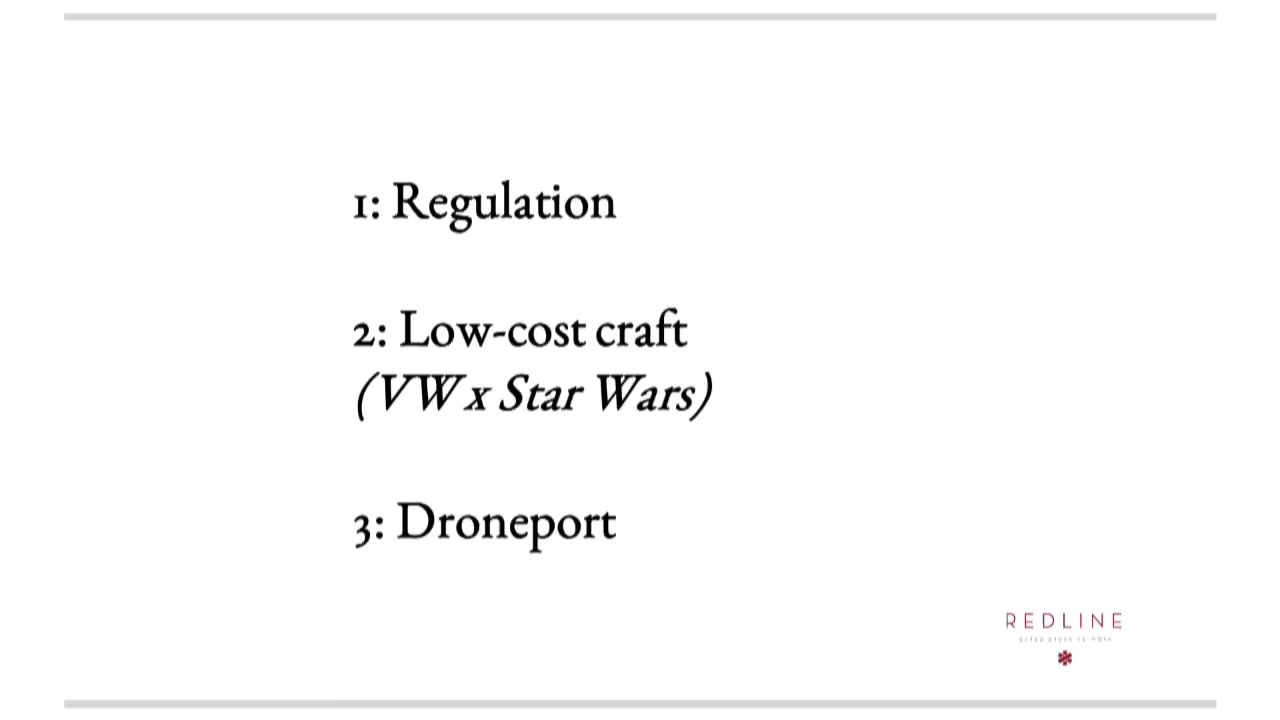 1: Regulation
2: Low-cost craft
(VW x Star Wars)
3: Droneport
REDLINE